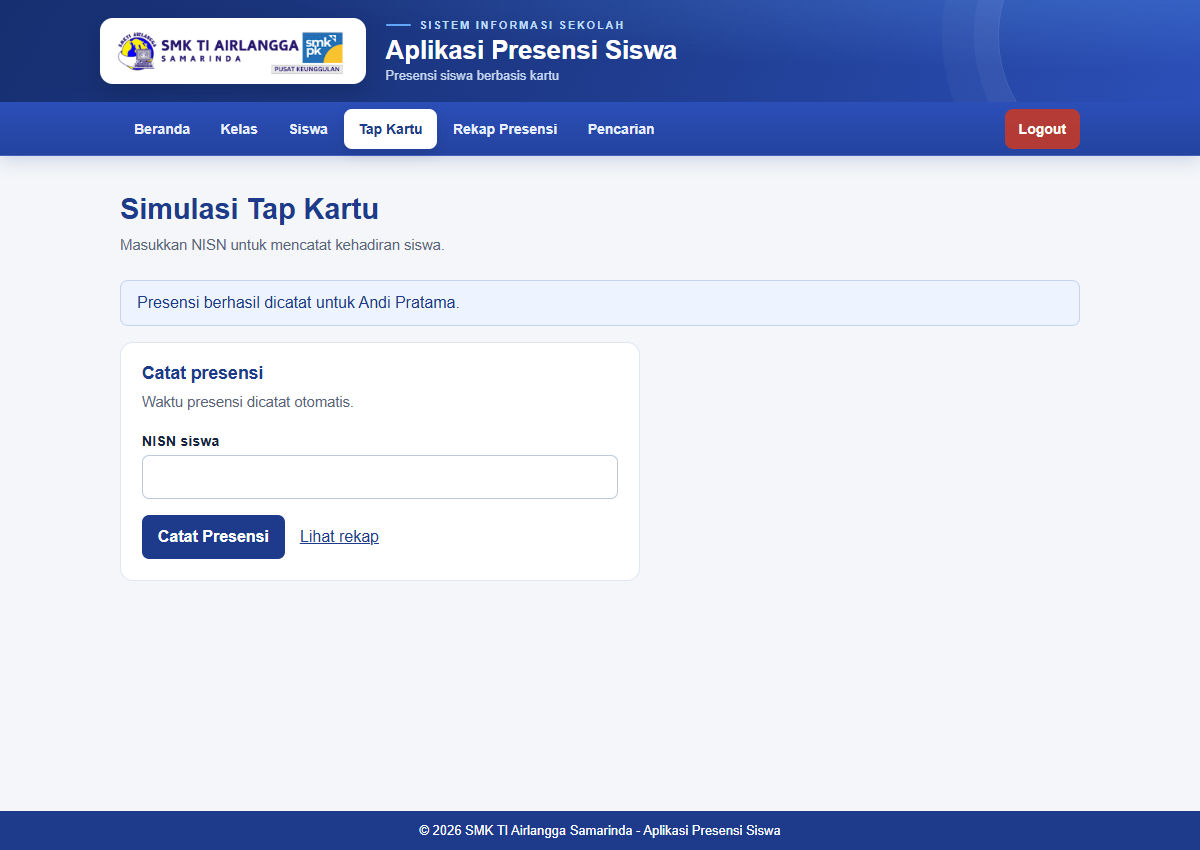 SMK TI AIRLANGGA
SAMARINDA
smk
pk
PUSAT KEUNGGULAN
SISTEM INFORMASI SEKOLAH
Aplikasi Presensi Siswa
Presensi siswa berbasis kartu
Beranda
Kelas
Siswa
Tap Kartu
Rekap Presensi
Pencarian
Logout
Simulasi Tap Kartu
Masukkan NISN untuk mencatat kehadiran siswa.
Presensi berhasil dicatat untuk Andi Pratama.
Catat presensi
Waktu presensi dicatat otomatis.
NISN siswa
Catat Presensi
Lihat rekap
© 2026 SMK TI Airlangga Samarinda - Aplikasi Presensi Siswa